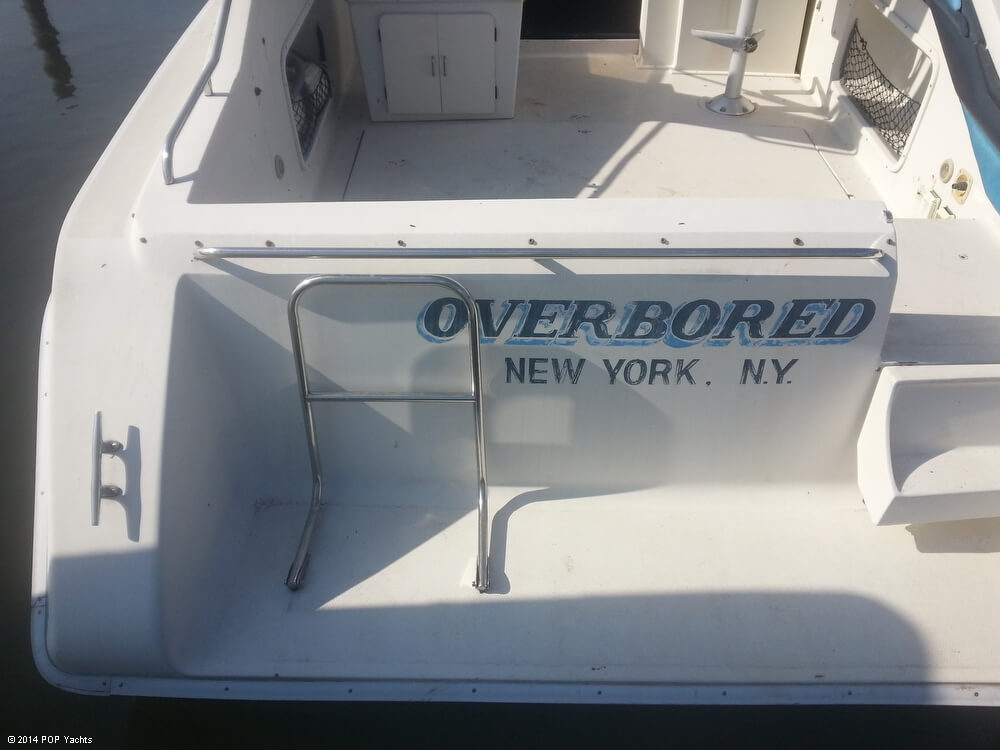 OVERBORED
NEW YORK, N.Y.
© 2014 POP Yachts